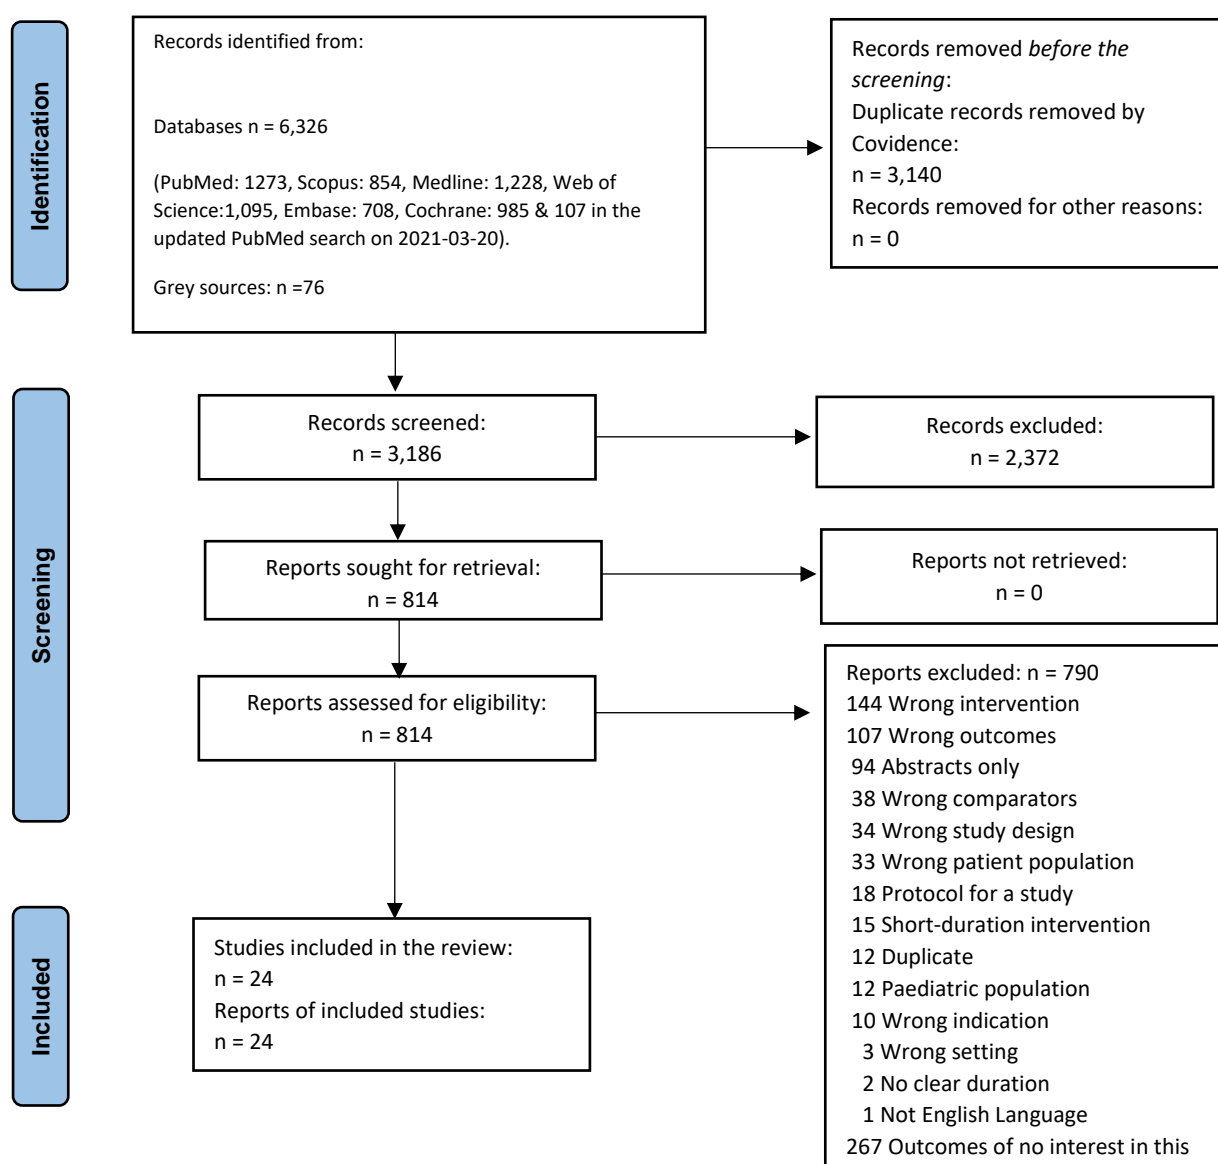 Identification
Records identified from:
Databases n = 6,326
(PubMed: 1273, Scopus: 854, Medline: 1,228, Web of
Science:1,095, Embase: 708, Cochrane: 985 & 107 in the
updated PubMed search on 2021-03-20).
Grey sources: n =76
Records removed before the
screening:
Duplicate records removed by
Covidence:
n = 3,140
Records removed for other reasons:
n = 0
Screening
Records screened:
n = 3,186
Records excluded:
n = 2,372
Reports sought for retrieval:
n = 814
Reports not retrieved:
n = 0
Reports assessed for eligibility:
n = 814
Reports excluded: n = 790
144 Wrong intervention
107 Wrong outcomes
94 Abstracts only
38 Wrong comparators
34 Wrong study design
33 Wrong patient population
18 Protocol for a study
15 Short-duration intervention
12 Duplicate
12 Paediatric population
10 Wrong indication
3 Wrong setting
2 No clear duration
1 Not English Language
267 Outcomes of no interest in this
Included
Studies included in the review:
n = 24
Reports of included studies:
n = 24